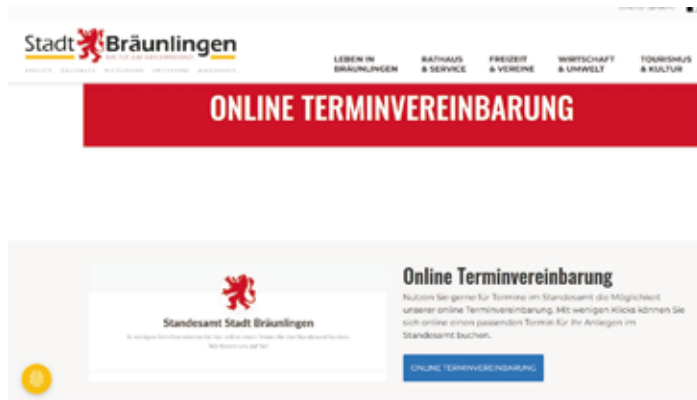 Stadt Bräunlingen
LEBEN IN
BRÄUNLINGEN
RATHAUS
& SERVICE
FREIZEIT
& VEREINE
WIRTSCHAFT
& UMWELT
TOURISMUS
& KULTUR
ONLINE TERMINVEREINBARUNG
Standesamt Stadt Bräunlingen
Online Terminvereinbarung
Nutzen Sie gerne für Termine im Standesamt die Möglichkeit
unserer online Terminvereinbarung. Mit wenigen Klicks können Sie
sich online einen passenden Termin für Ihr Anliegen im
Standesamt buchen.
ONLINE TERMINVEREINBARUNG